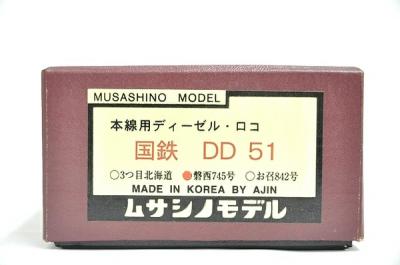 MUSASHINO MODEL
本線用ディーゼル・ロコ
国鉄 DD 51
○3つ目北海道 ●磐西745号 ○お召842号
MADE IN KOREA BY AJIN
ムサシノモデル